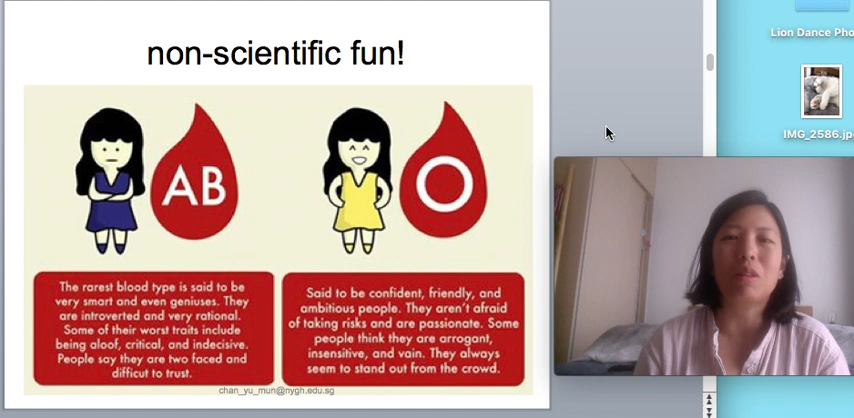 non-scientific fun!
AB
O
The rarest blood type is said to be
very smart and even geniuses. They
are introverted and very rational.
Some of their worst traits include
being aloof, critical, and indecisive.
People say they are two faced and
difficut to trust.
Said to be confident, friendly, and
ambitious people. They aren't afraid
of taking risks and are passionate. Some
people think they are arrogant,
insensitive, and vain. They always
seem to stand out from the crowd.
chan_yu_mun@nygh.edu.sg
Lion Dance Pho
IMG_2586.jp